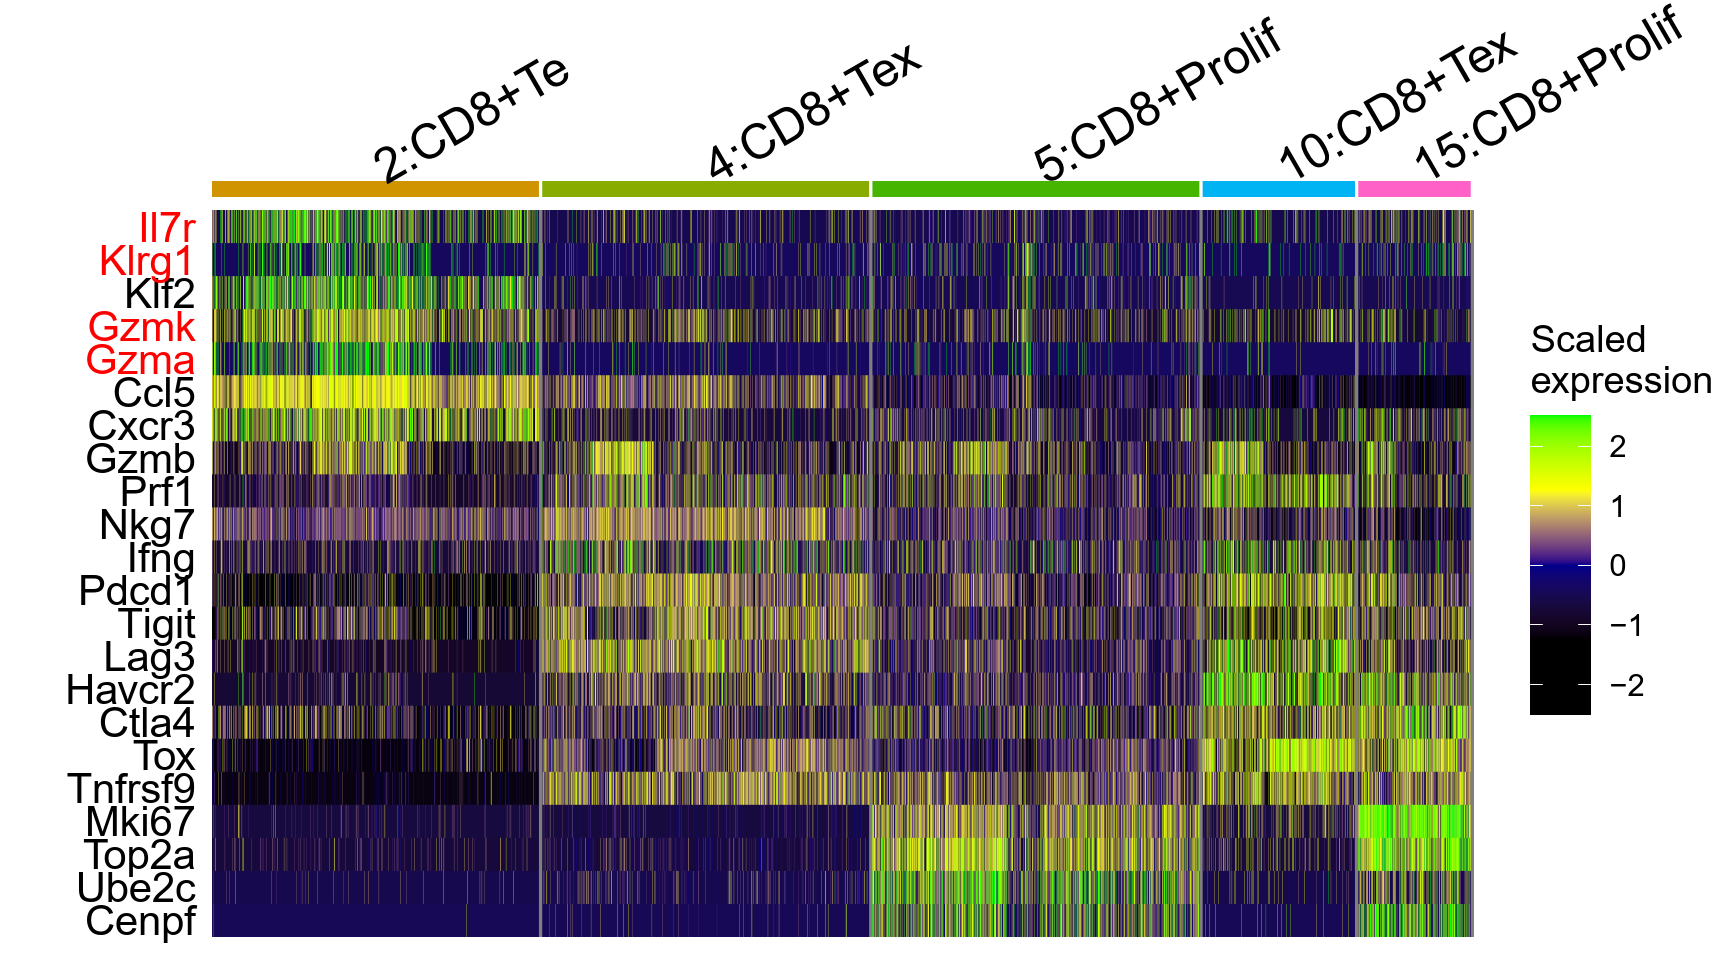 2:CD8+Te
4:CD8+Tex
5:CD8+Prolif
10:CD8+Tex
15:CD8+Prolif
Il7r
Klrg1
Klf2
Gzmk
Gzma
Ccl5
Cxcr3
Gzmb
Prf1
Nkg7
Ifng
Pdcd1
Tigit
Lag3
Havcr2
Ctla4
Tox
Tnfrsf9
Mki67
Top2a
Ube2c
Cenpf
Scaled
expression
2
1
0
−1
−2